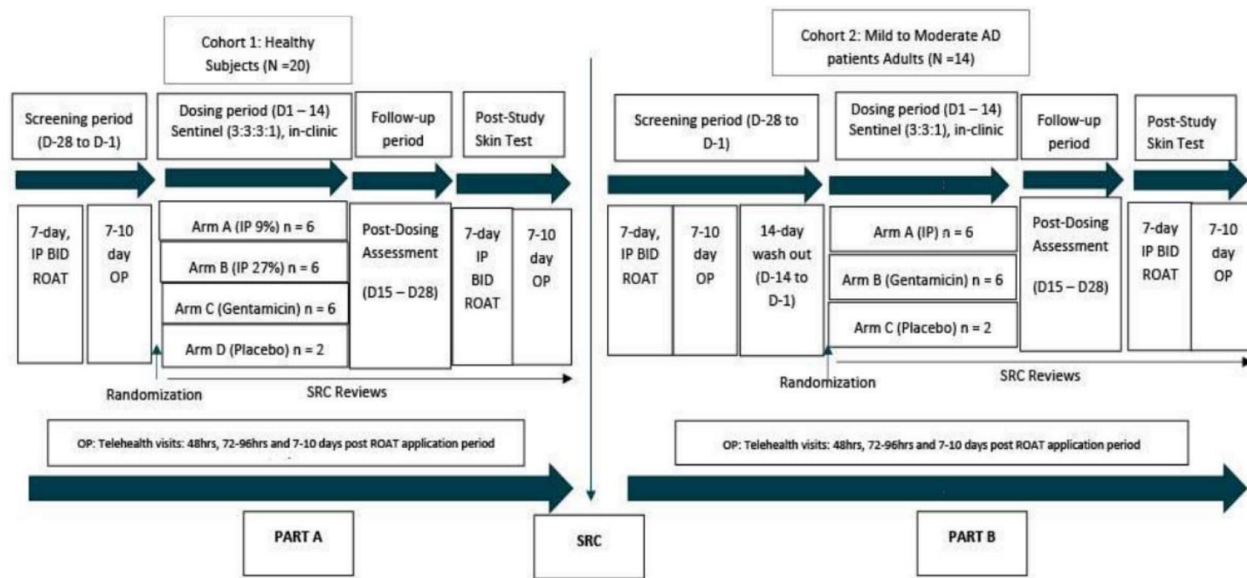 Cohort 1: Healthy
Subjects (N =20)
Screening period
(D-28 to D-1)
Dosing period (D1 – 14)
Sentinel (3:3:3:1), in-clinic
Follow-up
period
Post-Study
Skin Test
7-day,
IP BID
ROAT
7-10
day
OP
Arm A (IP 9%) n = 6
Arm B (IP 27%) n = 6
Arm C (Gentamicin) n = 6
Arm D (Placebo) n = 2
Post-Dosing
Assessment
(D15 – D28)
7-day
IP
BID
ROAT
7-10
day
OP
Randomization
SRC Reviews
OP: Telehealth visits: 48hrs, 72-96hrs and 7-10 days post ROAT application period
PART A
SRC
Cohort 2: Mild to Moderate AD
patients Adults (N =14)
Screening period (D-28 to
D-1)
Dosing period (D1 – 14)
Sentinel (3:3:1), in-clinic
Follow-up
period
Post-Study
Skin Test
7-day,
IP BID
ROAT
7-10
day
OP
14-day
wash out
(D-14 to
D-1)
Arm A (IP) n = 6
Arm B (Gentamicin) n = 6
Arm C (Placebo) n = 2
Post-Dosing
Assessment
(D15 – D28)
7-day
IP BID
ROAT
7-10
day
OP
Randomization
SRC Reviews
OP: Telehealth visits: 48hrs, 72-96hrs and 7-10 days post ROAT application period
PART B